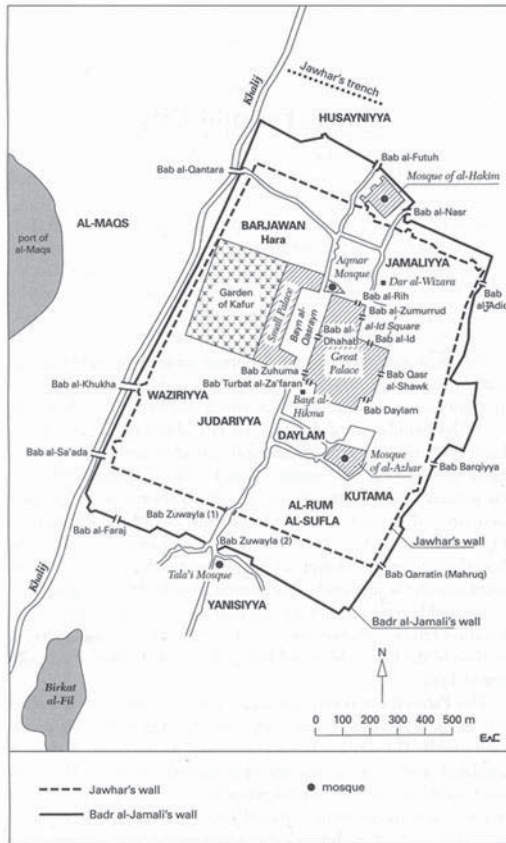 Jawhar's trench
Khalij
HUSAYNIYYA
Bab al-Futuh
Bab al-Qantara
Mosque of al-Hakim
Bab al-Nasr
AL-MAQS
port of
al-Maqs
BARJAWAN
Hara
JAMALIYYA
Aqmar
Mosque
Dar al-Wizara
Bab
al-Jadid
Garden
of Kafur
Small Palace
Bayn al-
Qasrayn
Bab al-Rih
Bab al-Zumurrud
al-Id Square
Bab al-
Dhahab
Bab al-Id
Great
Palace
Bab Zuhuma
Bab Qasr
al-Shawk
Bab al-Khukha
WAZIRIYYA
Bab Turbat al-Za'faran
Bayt al-
Hikma
Bab Daylam
JUDARIYYA
DAYLAM
Bab al-Sa'ada
Mosque
of al-Azhar
Bab Barqiyya
KUTAMA
AL-RUM
AL-SUFLA
Bab Zuwayla (1)
Bab al-Faraj
Bab Zuwayla (2)
Jawhar's wall
Tala'i Mosque
Bab Qarratin (Mahruq)
YANISIYYA
Badr al-Jamali's wall
Khalij
Birkat
al-Fil
N
0 100 200 300 400 500 m
Jawhar's wall
mosque
Badr al-Jamali's wall